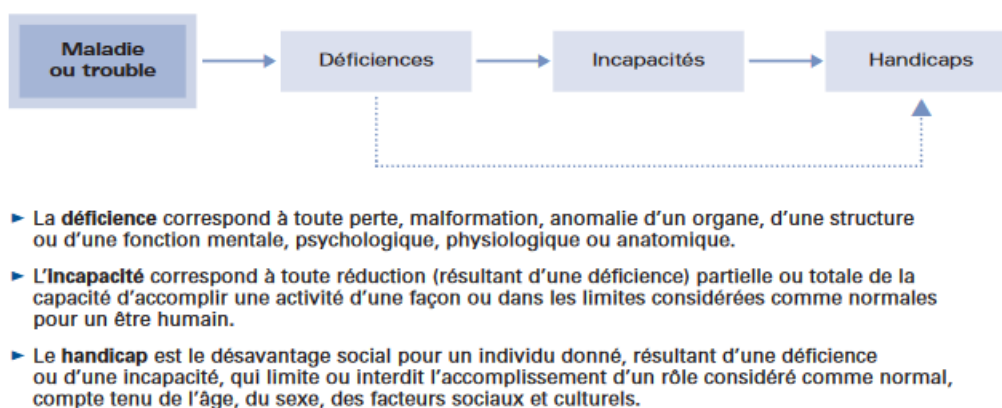 Maladie
ou trouble
Déficiences
Incapacités
Handicaps
► La déficience correspond à toute perte, malformation, anomalie d'un organe, d'une structure
ou d'une fonction mentale, psychologique, physiologique ou anatomique.
► L'incapacité correspond à toute réduction (résultant d'une déficience) partielle ou totale de la
capacité d'accomplir une activité d'une façon ou dans les limites considérées comme normales
pour un être humain.
► Le handicap est le désavantage social pour un individu donné, résultant d'une déficience
ou d'une incapacité, qui limite ou interdit l'accomplissement d'un rôle considéré comme normal,
compte tenu de l'âge, du sexe, des facteurs sociaux et culturels.